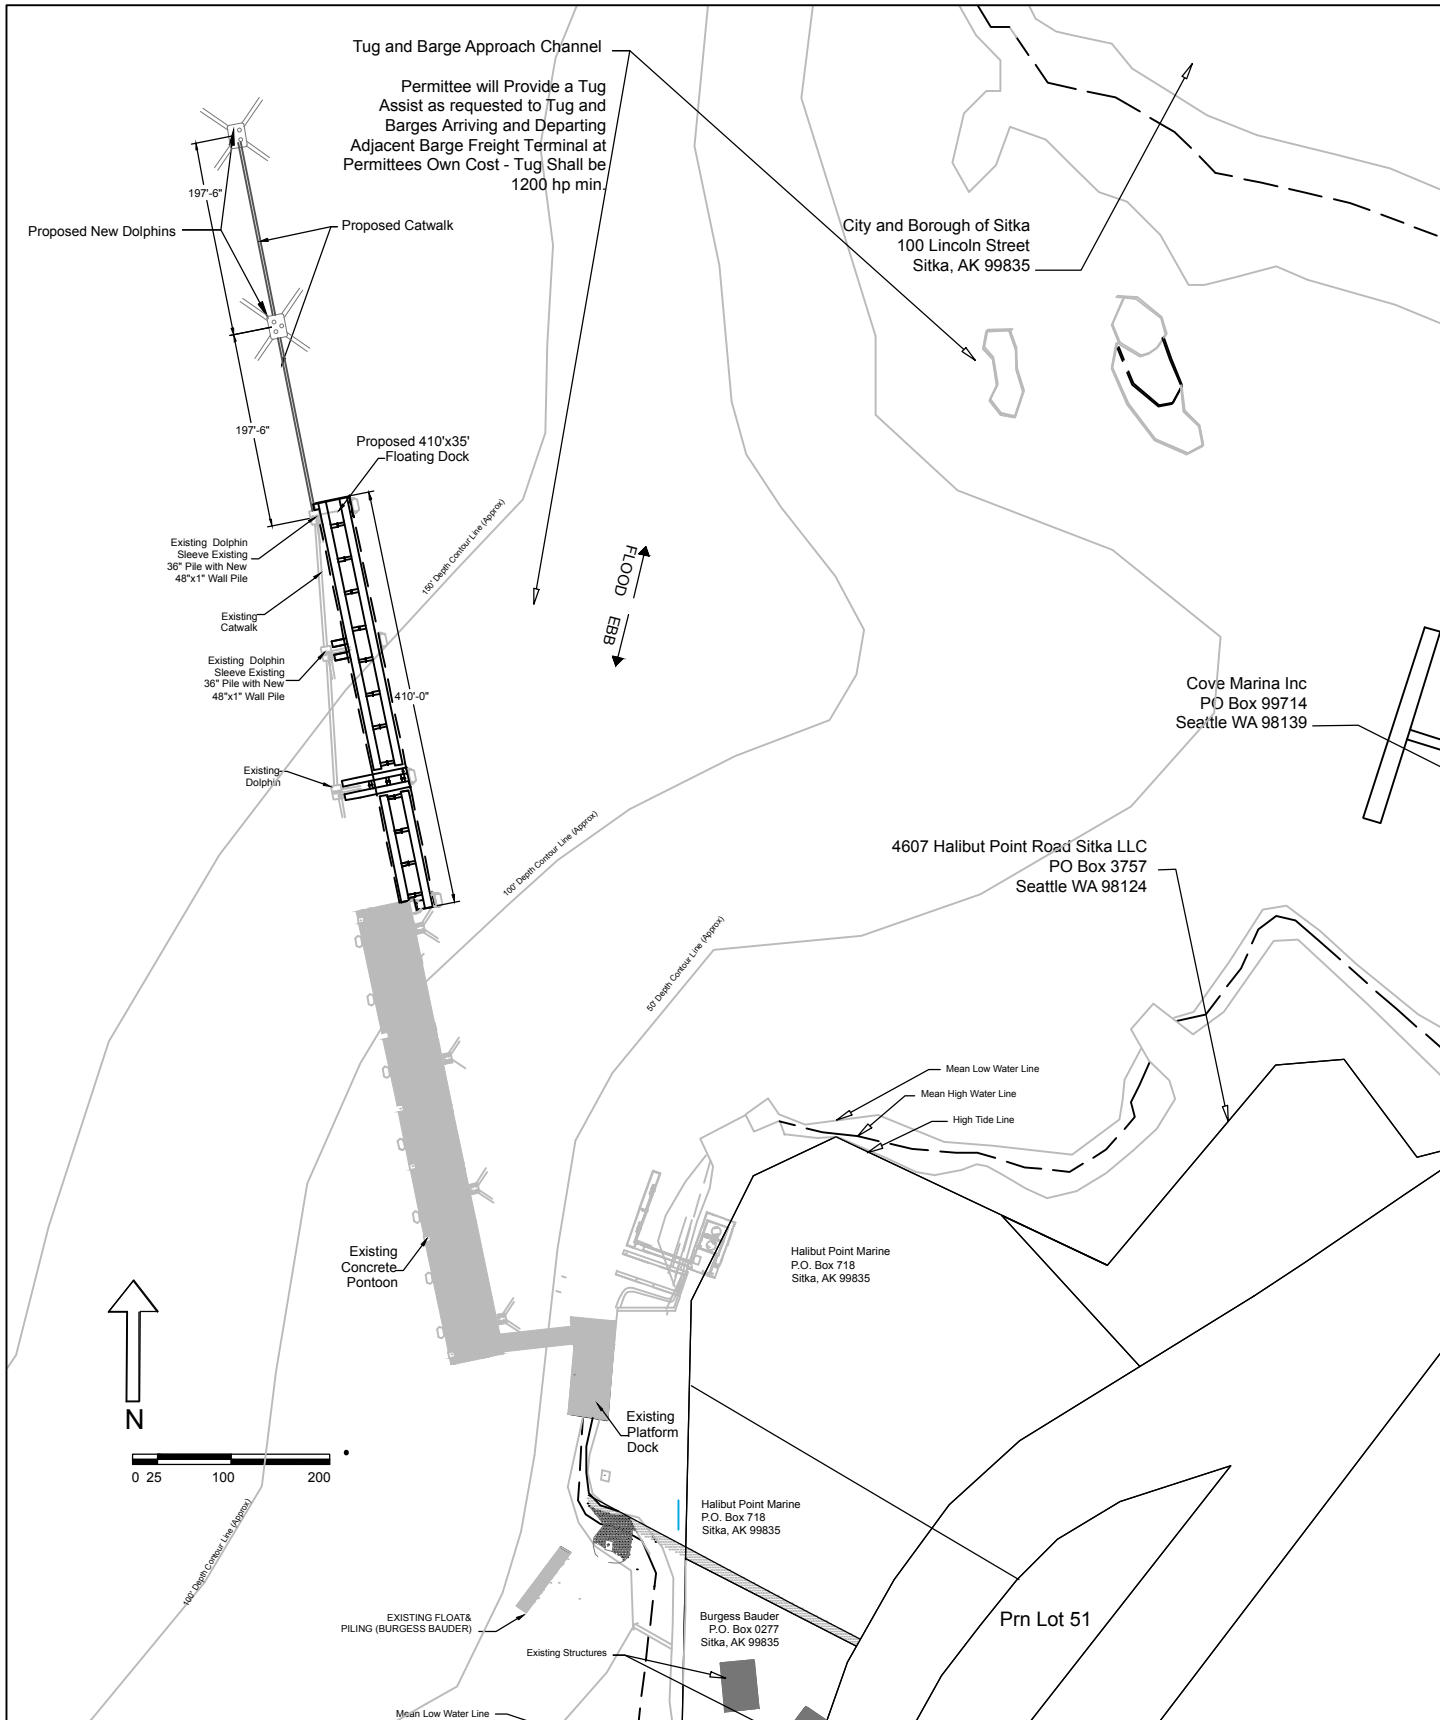 Tug and Barge Approach Channel
Permittee will Provide a Tug
Assist as requested to Tug and
Barges Arriving and Departing
Adjacent Barge Freight Terminal at
Permittees Own Cost - Tug Shall be
1200 hp min.
197'-6"
Proposed New Dolphins
Proposed Catwalk
City and Borough of Sitka
100 Lincoln Street
Sitka, AK 99835
197'-6"
Proposed 410'x35'
Floating Dock
150' Depth Contour Line (Approx)
Existing Dolphin
Sleeve Existing
36" Pile with New
48"x1" Wall Pile
FLOOD
EBB
Existing
Catwalk
Existing Dolphin
Sleeve Existing
36" Pile with New
48"x1" Wall Pile
410'-0"
Cove Marina Inc
PO Box 99714
Seattle WA 98139
Existing
Dolphin
100' Depth Contour Line (Approx)
4607 Halibut Point Road Sitka LLC
PO Box 3757
Seattle WA 98124
50' Depth Contour Line (Approx)
Mean Low Water Line
Mean High Water Line
High Tide Line
Existing
Concrete
Pontoon
Halibut Point Marine
P.O. Box 718
Sitka, AK 99835
N
0 25 100 200
Existing
Platform
Dock
100' Depth Contour Line (Approx)
Halibut Point Marine
P.O. Box 718
Sitka, AK 99835
EXISTING FLOAT&
PILING (BURGESS BAUDER)
Burgess Bauder
P.O. Box 0277
Sitka, AK 99835
Prn Lot 51
Existing Structures
Mean Low Water Line